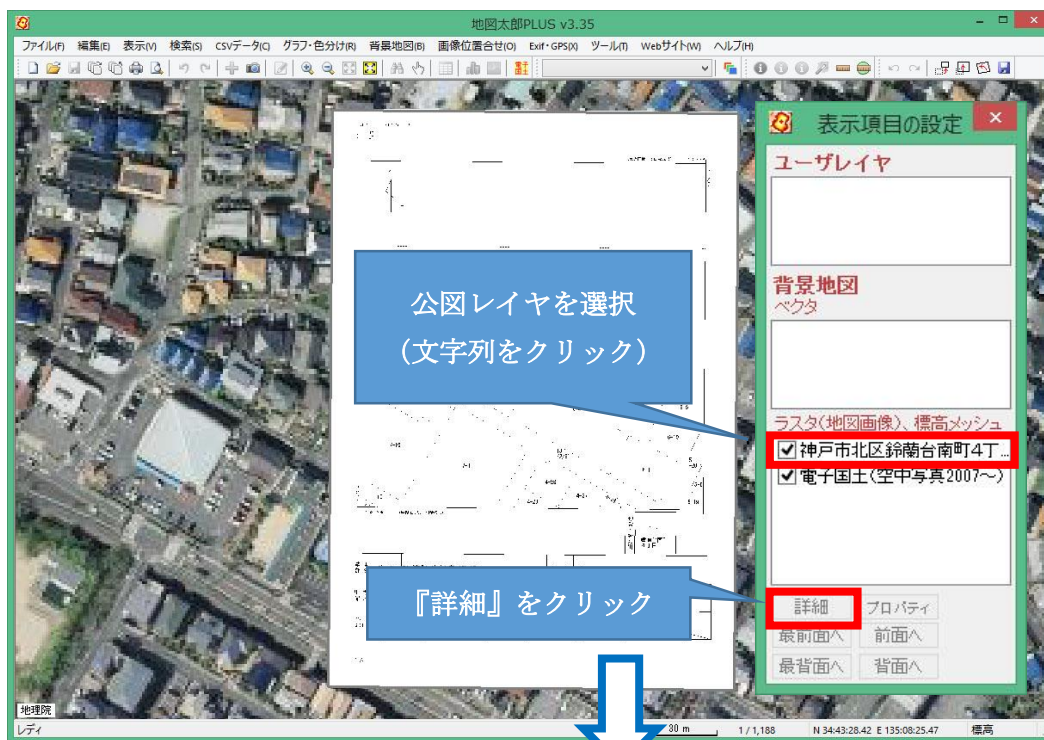 地図太郎PLUS v3.35
ファイル(F) 編集(E) 表示(V) 検索(S) CSVデータ(C) グラフ・色分け(R) 背景地図(B) 画像位置合せ(O) Exif・GPS(X) ツール(T) Webサイト(W) ヘルプ(H)
表示項目の設定
ユーザレイヤ
背景地図
ベクタ
公図レイヤを選択
（文字列をクリック）
ラスタ(地図画像)、標高メッシュ
神戸市北区鈴蘭台南町4丁...
電子国土(空中写真2007～)
『詳細』をクリック
詳細 プロパティ
最前面へ 前面へ
最背面へ 背面へ
地理院
レディ 30 m 1 / 1,188 N 34:43:28.42 E 135:08:25.47 標高